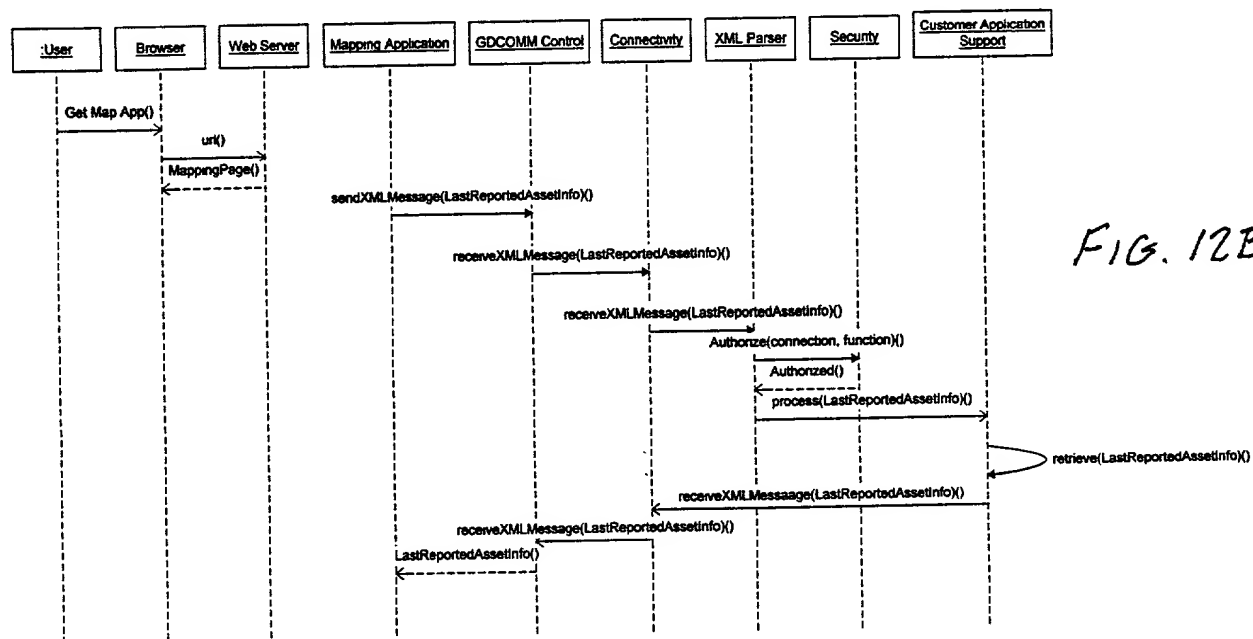 :User
Browser
Web Server
Mapping Application
GDCOMM Control
Connectivity
XML Parser
Security
Customer Application
Support
Get Map App()
url()
MappingPage()
sendXMLMessage(LastReportedAssetInfo)()
receiveXMLMessage(LastReportedAssetInfo)()
receiveXMLMessage(LastReportedAssetInfo)()
Authorize(connection, function)()
Authorized()
process(LastReportedAssetInfo)()
retrieve(LastReportedAssetInfo)()
receiveXMLMessaage(LastReportedAssetInfo)()
receiveXMLMessage(LastReportedAssetInfo)()
LastReportedAssetInfo()
FIG. 12B